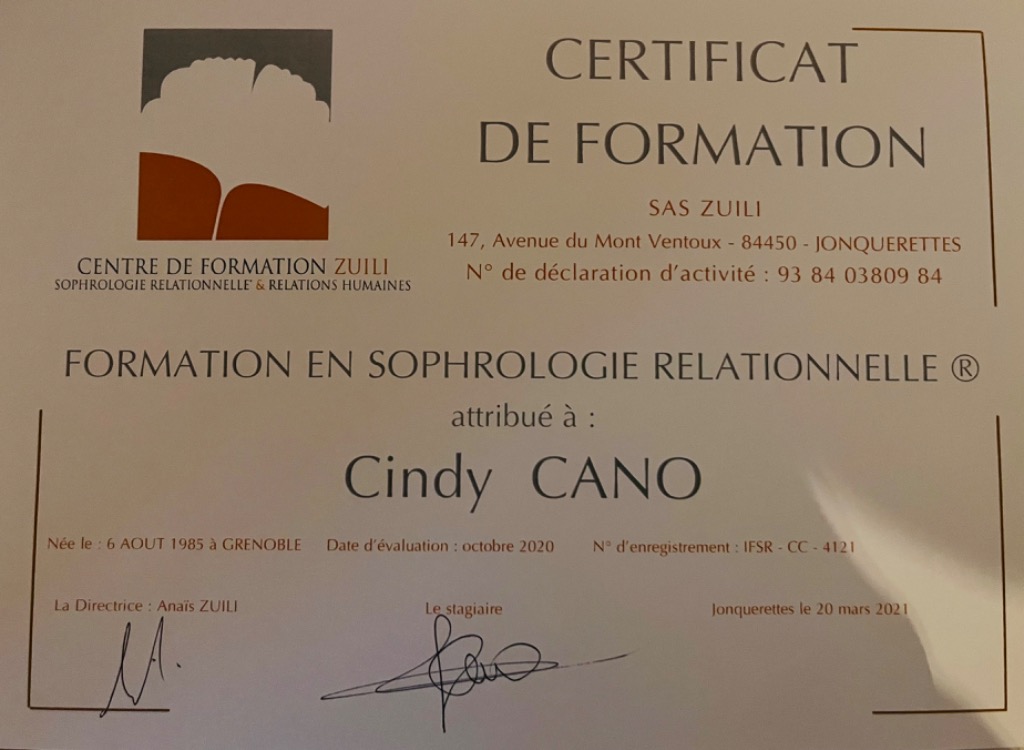 CERTIFICAT
DE FORMATION
SAS ZUILI
147, Avenue du Mont Ventoux - 84450 - JONQUERETTES
N° de déclaration d'activité : 93 84 03809 84
CENTRE DE FORMATION ZUILI
SOPHROLOGIE RELATIONNELLE & RELATIONS HUMAINES
FORMATION EN SOPHROLOGIE RELATIONNELLE ®
attribué à :
Cindy CANO
Née le : 6 AOUT 1985 à GRENOBLE Date d'évaluation : octobre 2020 N° d'enregistrement : IFSR - CC - 4121
La Directrice : Anaïs ZUILI Le stagiaire Jonquerettes le 20 mars 2021